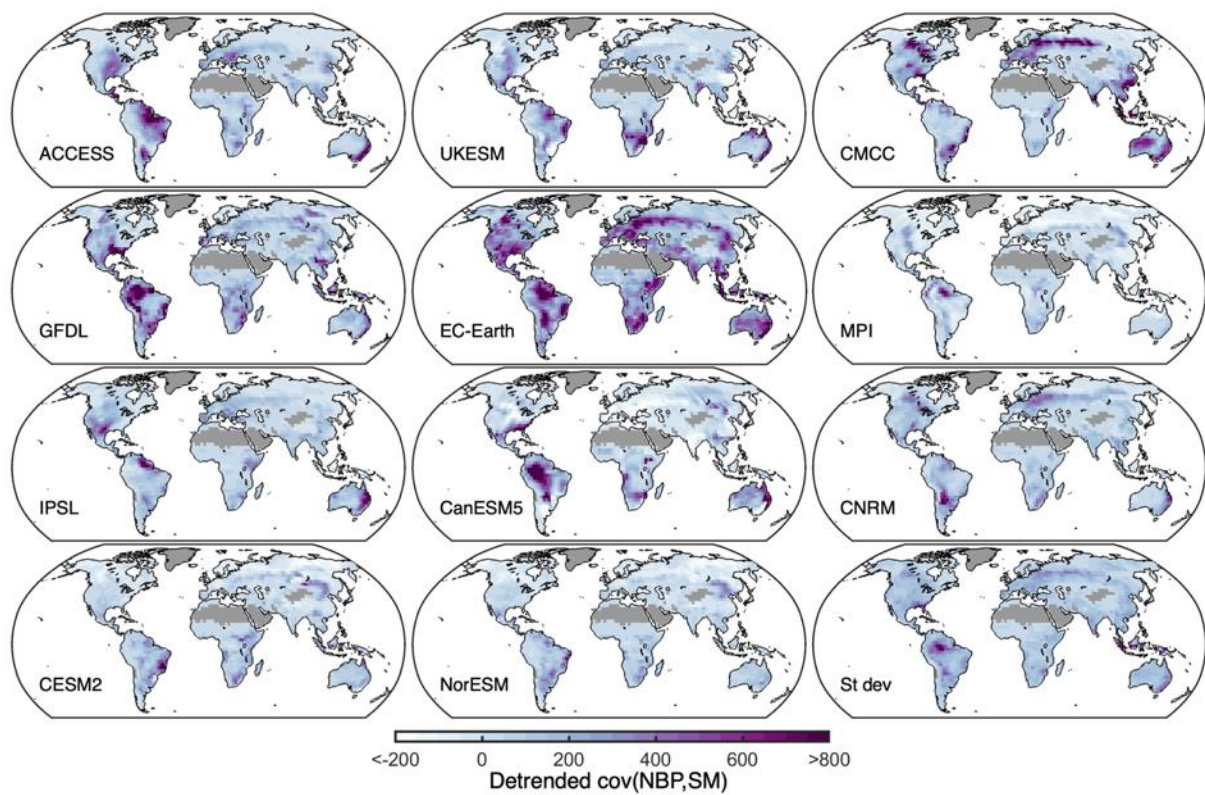 ACCESS
UKESM
CMCC
GFDL
EC-Earth
MPI
IPSL
CanESM5
CNRM
CESM2
NorESM
St dev
<-200 0 200 400 600 >800
Detrended cov(NBP,SM)